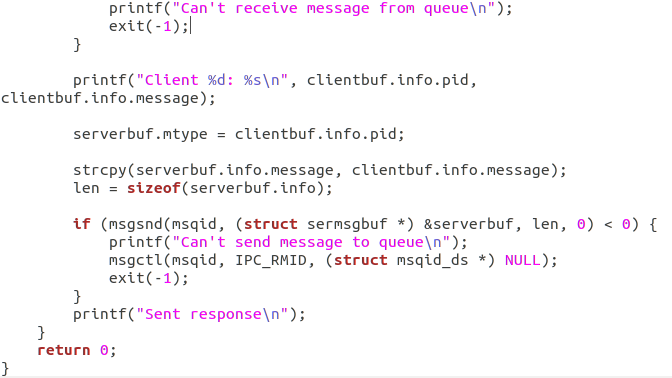 printf("Can't receive message from queue\n");
            exit(-1);
        }

        printf("Client %d: %s\n", clientbuf.info.pid,
clientbuf.info.message);

        serverbuf.mtype = clientbuf.info.pid;

        strcpy(serverbuf.info.message, clientbuf.info.message);
        len = sizeof(serverbuf.info);

        if (msgsnd(msqid, (struct sermsgbuf *) &serverbuf, len, 0) < 0) {
            printf("Can't send message to queue\n");
            msgctl(msqid, IPC_RMID, (struct msqid_ds *) NULL);
            exit(-1);
        }
        printf("Sent response\n");
    }
    return 0;
}